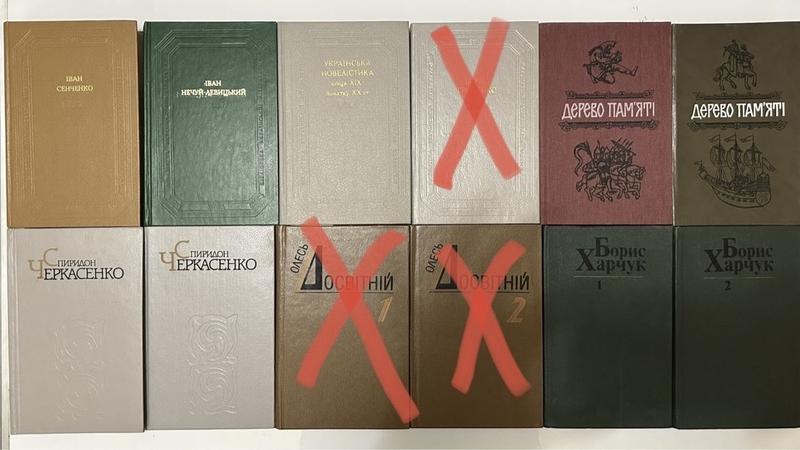 ІВАН
СЕНЧЕНКО
ІВАН
НЕЧУЙ-ЛЕВИЦЬКИЙ
УКРАЇНСЬКА
НОВЕЛІСТИКА
кінця XIX-
початку XX ст.
ДЕРЕВО ПАМ'ЯТІ
ДЕРЕВО ПАМ'ЯТІ
СПИРИДОН
ЧЕРКАСЕНКО
СПИРИДОН
ЧЕРКАСЕНКО
ОЛЕСЬ
ДОСВІТНІЙ
1
ОЛЕСЬ
ДОСВІТНІЙ
2
Борис
Харчук
1
Борис
Харчук
2